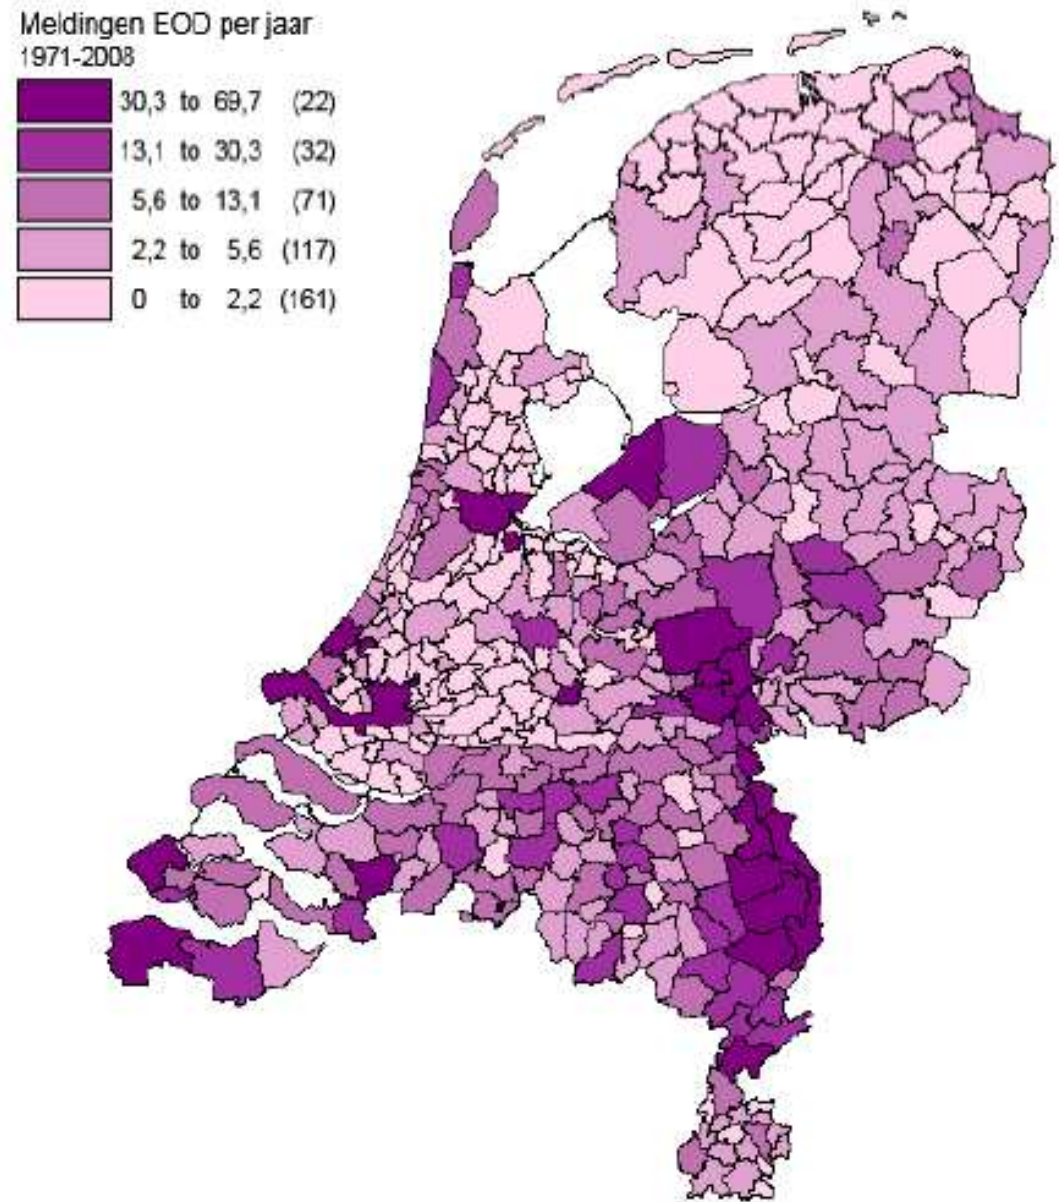 Meldingen EOD per jaar
1971-2008
30,3 to 69,7 (22)
13,1 to 30,3 (32)
5,6 to 13,1 (71)
2,2 to 5,6 (117)
0 to 2,2 (161)